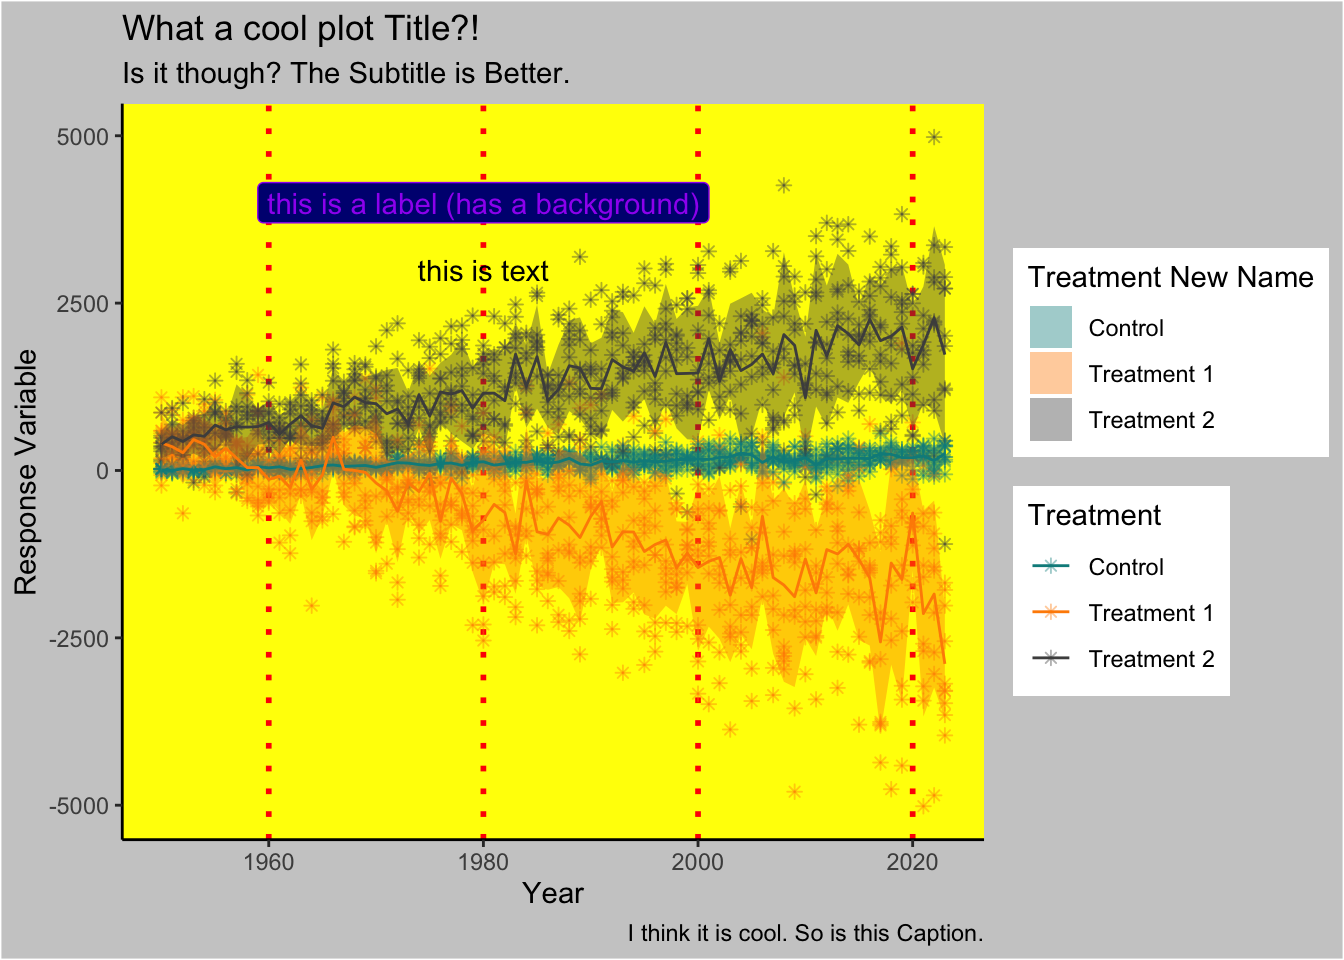 What a cool plot Title?!
Is it though? The Subtitle is Better.
5000
2500
0
-2500
-5000
Response Variable
this is a label (has a background)
this is text
1960
1980
2000
2020
Year
I think it is cool. So is this Caption.
Treatment New Name
Control
Treatment 1
Treatment 2
Treatment
Control
Treatment 1
Treatment 2